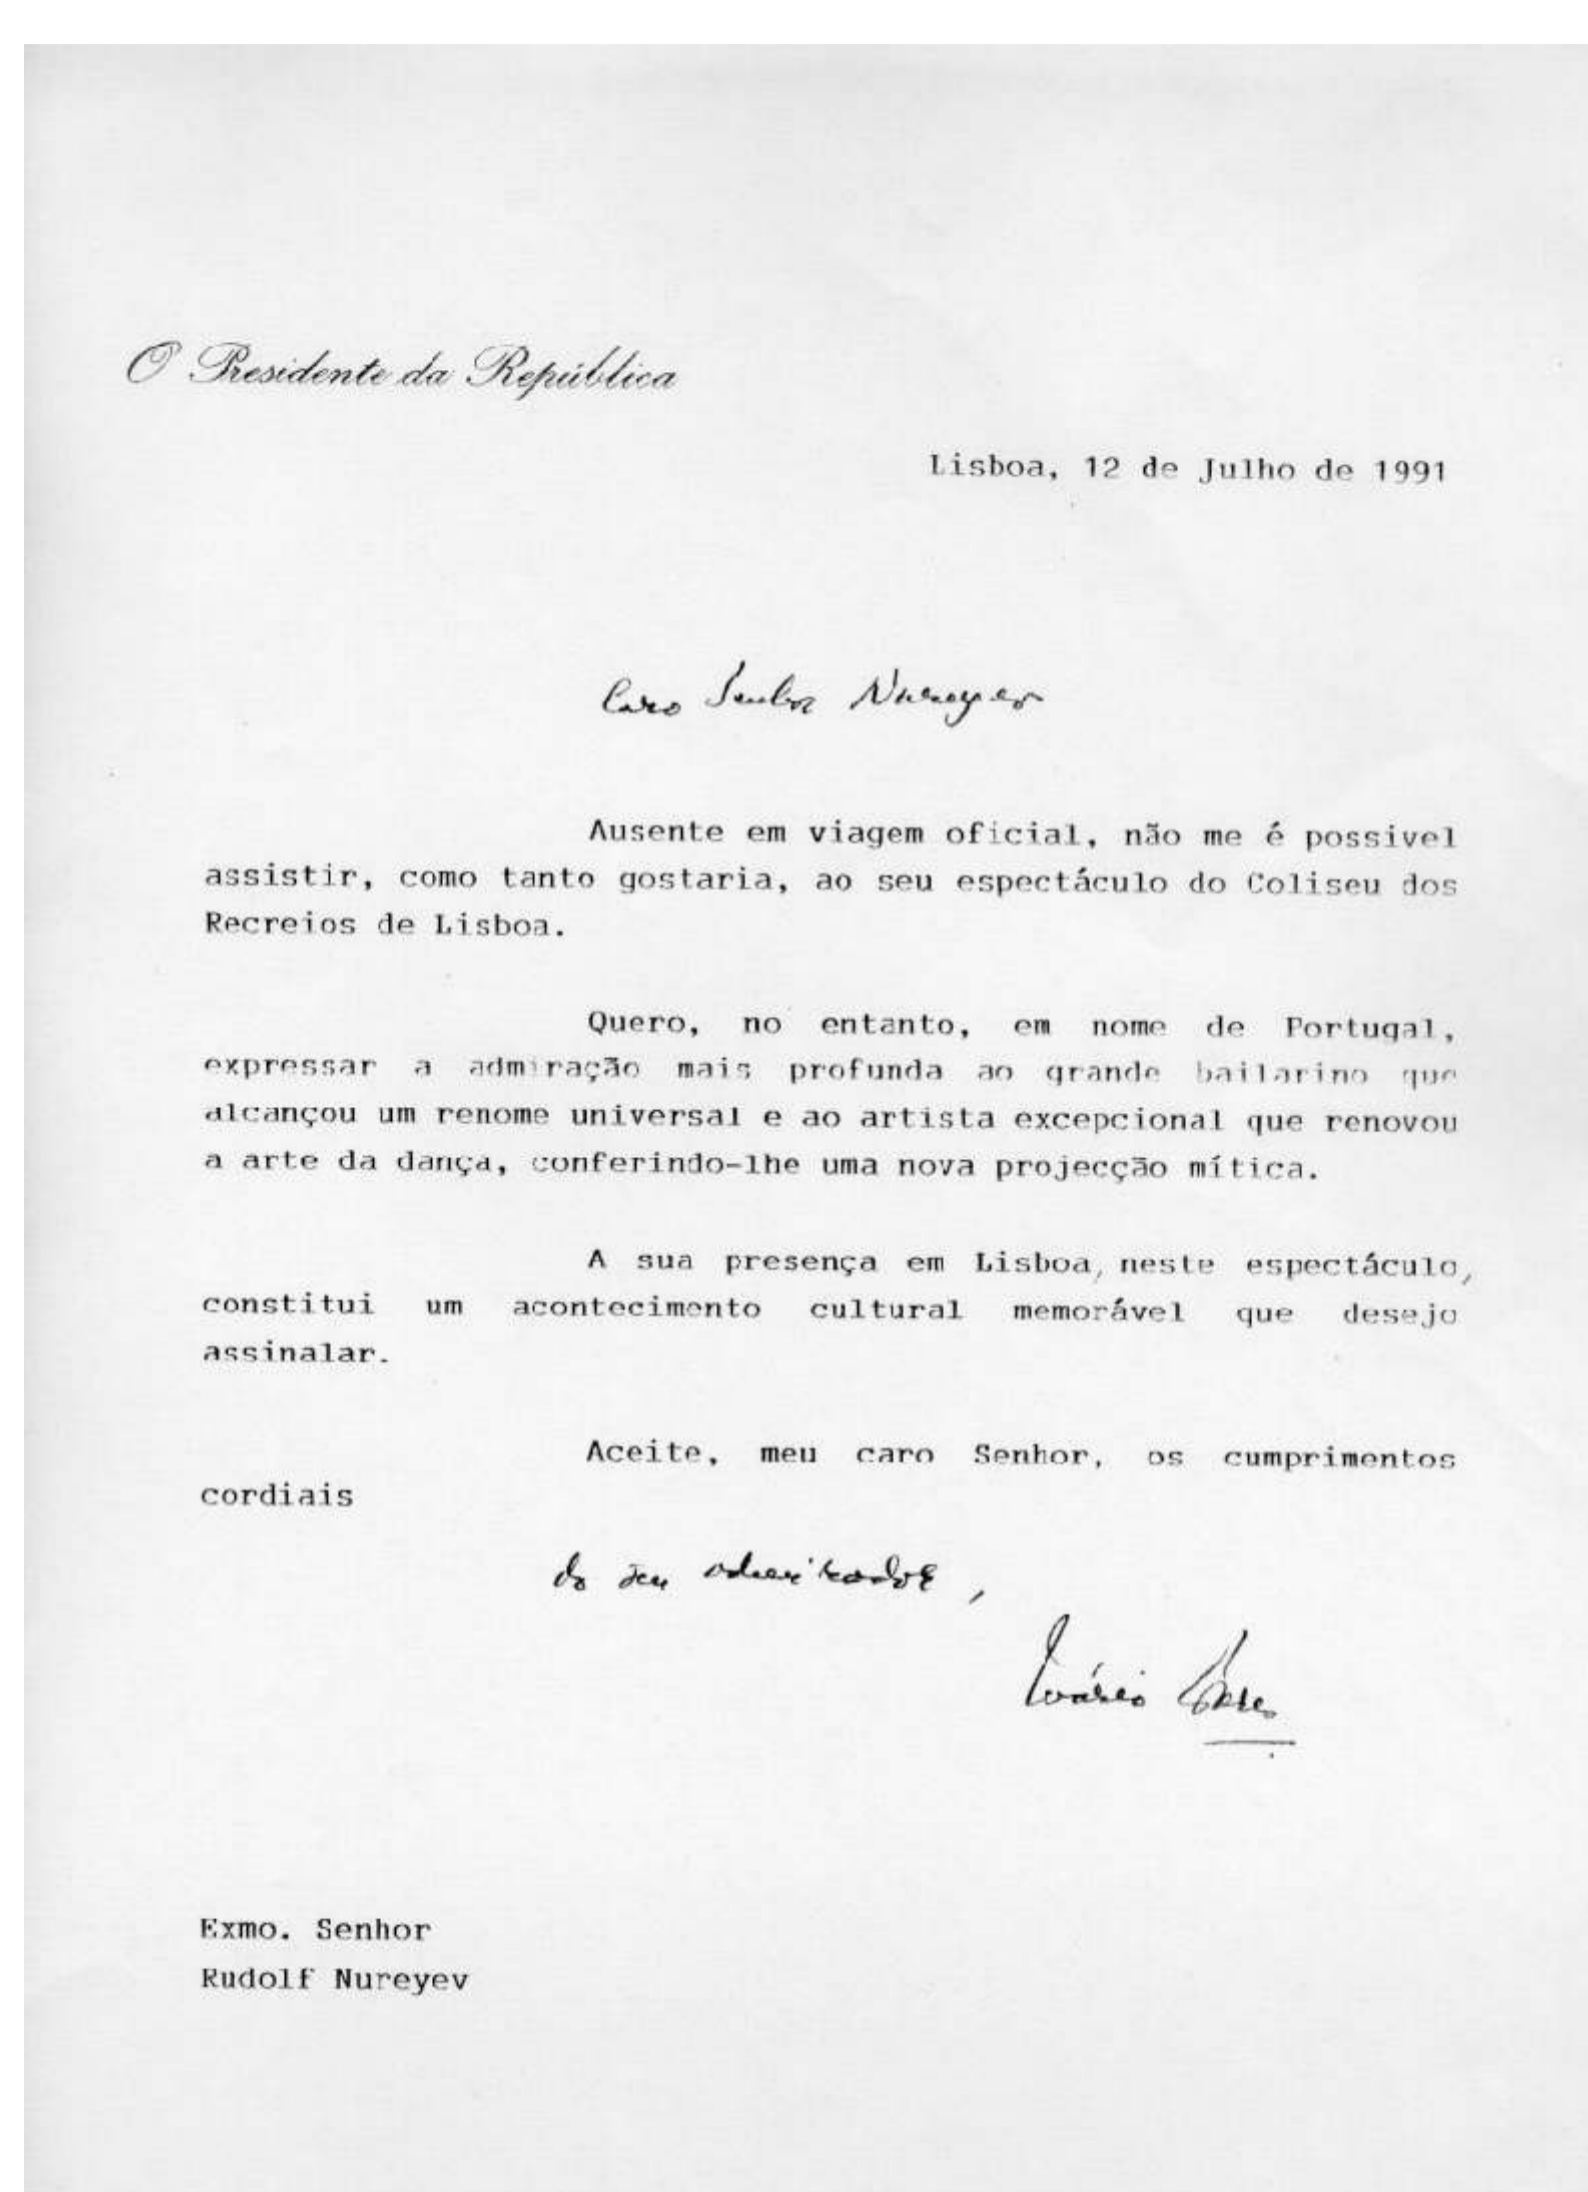 O Presidente da República
Lisboa, 12 de Julho de 1991
Caro Senhor Nureyev
Ausente em viagem oficial, não me é possivel
assistir, como tanto gostaria, ao seu espectáculo do Coliseu dos
Recreios de Lisboa.
Quero, no entanto, em nome de Portugal,
expressar a admiração mais profunda ao grande bailarino que
alcançou um renome universal e ao artista excepcional que renovou
a arte da dança, conferindo-lhe uma nova projecção mítica.
A sua presença em Lisboa, neste espectáculo,
constitui um acontecimento cultural memorável que desejo
assinalar.
Aceite, meu caro Senhor, os cumprimentos
cordiais
do seu admirador,
Mário Soares
Exmo. Senhor
Rudolf Nureyev